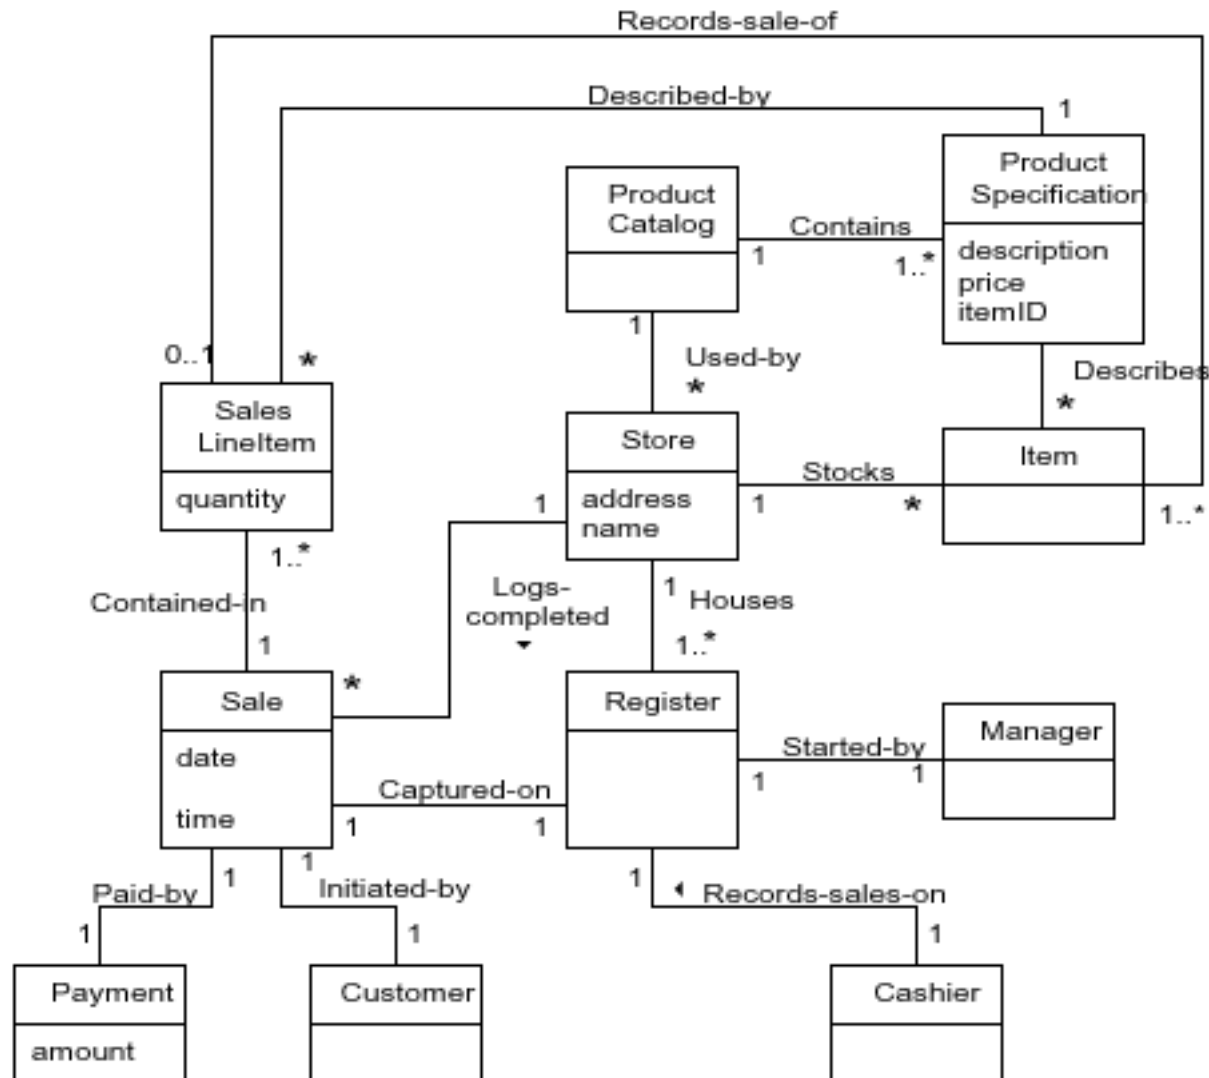 Records-sale-of
Described-by
1
Product
Specification
description
price
itemID
Product
Catalog
Contains
1
1..*
1
Used-by
*
Describes
*
0..1
*
Sales
LineItem
quantity
Store
address
name
Stocks
1
*
Item
1..*
1
1..*
Contained-in
1
Logs-
completed
1
Houses
1..*
*
Sale
date
time
Register
Started-by
1
1
Manager
Captured-on
1
1
1
Paid-by
1
1
Initiated-by
1
1
Records-sales-on
1
Payment
amount
Customer
Cashier